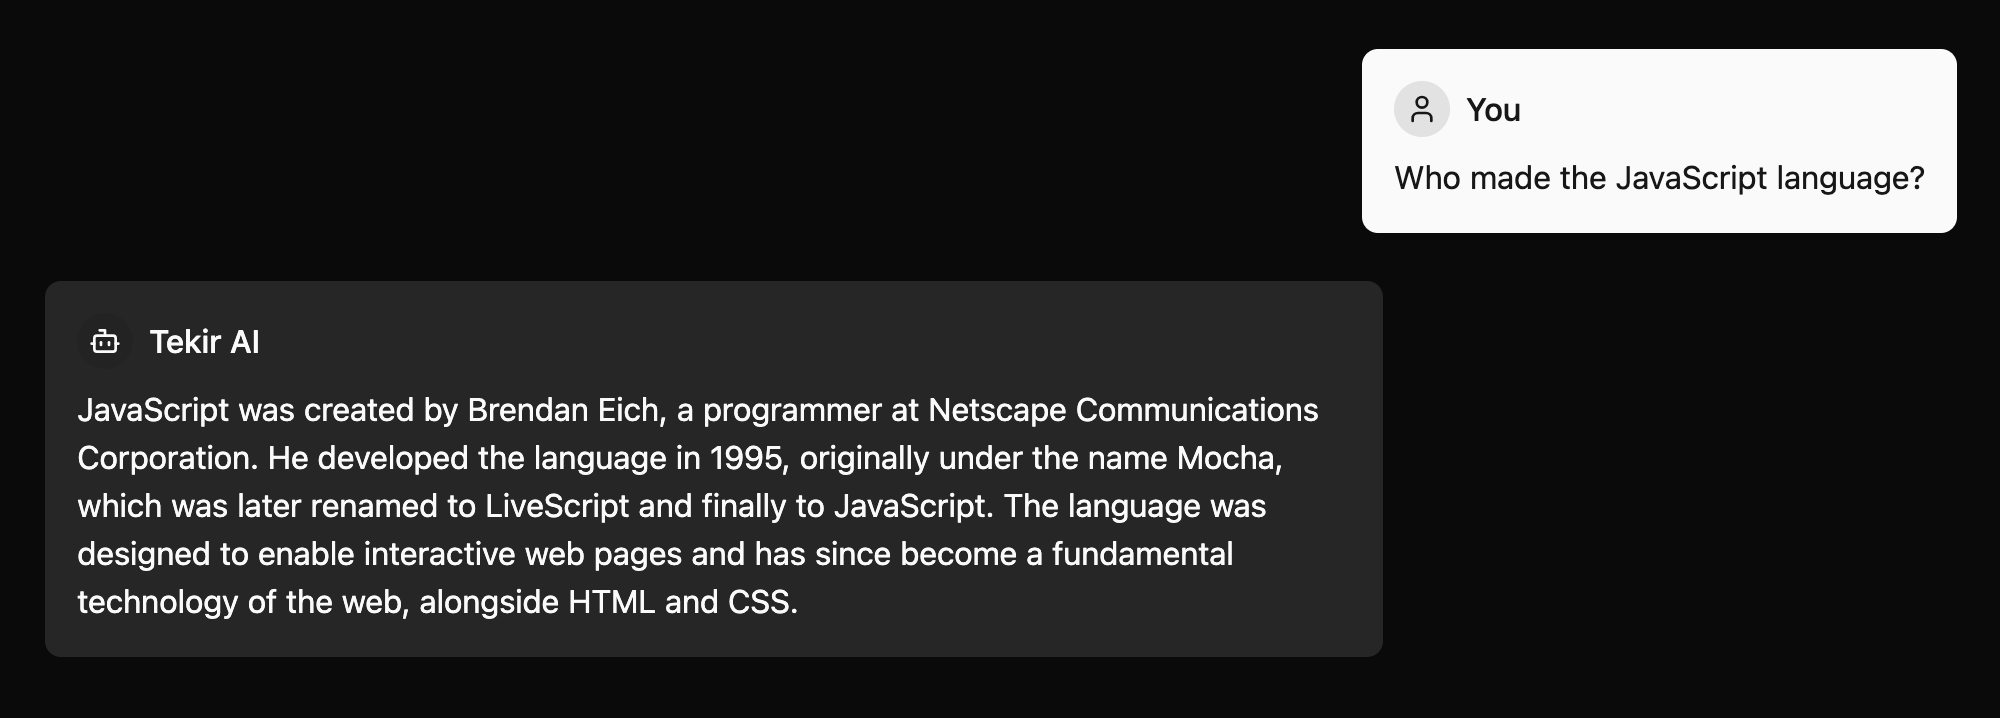 You
Who made the JavaScript language?
Tekir AI
JavaScript was created by Brendan Eich, a programmer at Netscape Communications
Corporation. He developed the language in 1995, originally under the name Mocha,
which was later renamed to LiveScript and finally to JavaScript. The language was
designed to enable interactive web pages and has since become a fundamental
technology of the web, alongside HTML and CSS.